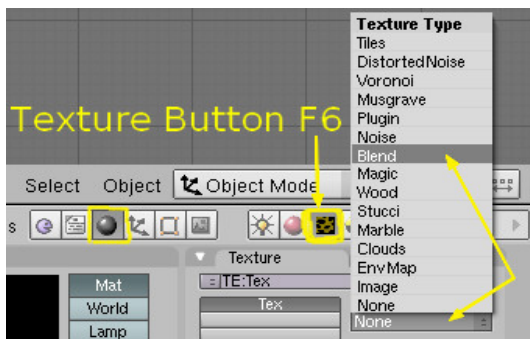 Texture Type
Tiles
DistortedNoise
Voronoi
Musgrave
Plugin
Noise
Blend
Magic
Wood
Stucci
Marble
Clouds
EnvMap
Image
None
None
Texture Button F6
Select Object Object Mode
s
Texture
TE:Tex
Mat
World
Lamp
Tex